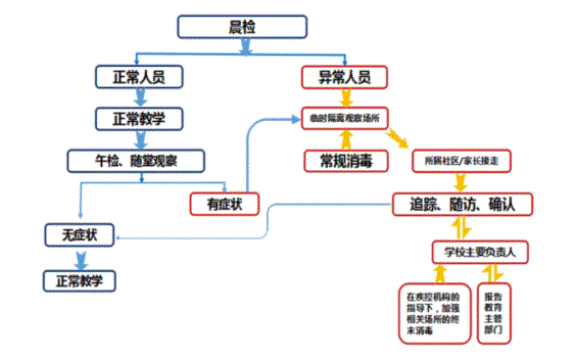 晨检
正常人员
异常人员
正常教学
临时隔离观察场所
午检、随堂观察
常规消毒
所属社区/家长接走
有症状
追踪、随访、确认
无症状
学校主要负责人
正常教学
在疾控机构的
指导下，加强
相关场所的终
末消毒
报告
教育
主管
部门